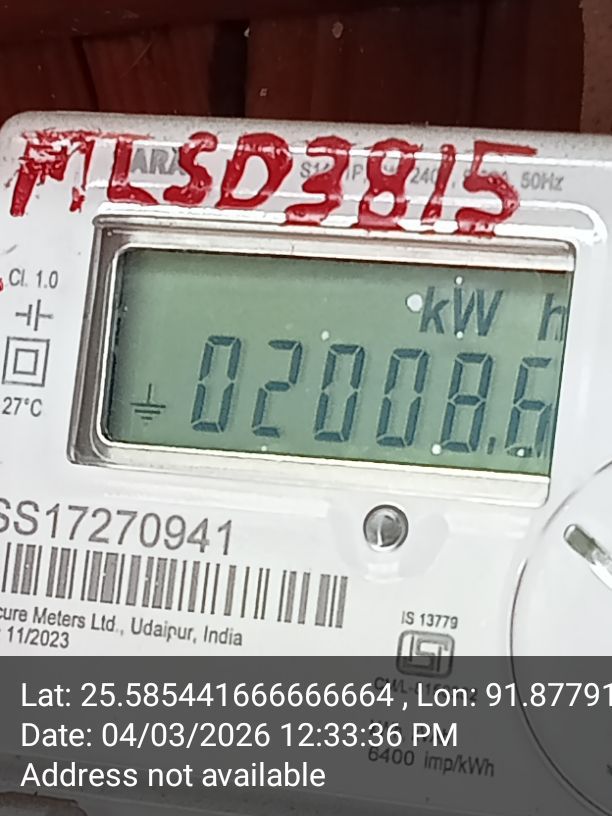 MLSD3815
50Hz
Cl. 1.0
27°C
kW h
02008.6
SS17270941
cure Meters Ltd., Udaipur, India
11/2023
IS 13779
6400 imp/kWh
Lat: 25.585441666666664 , Lon: 91.87791
Date: 04/03/2026 12:33:36 PM
Address not available